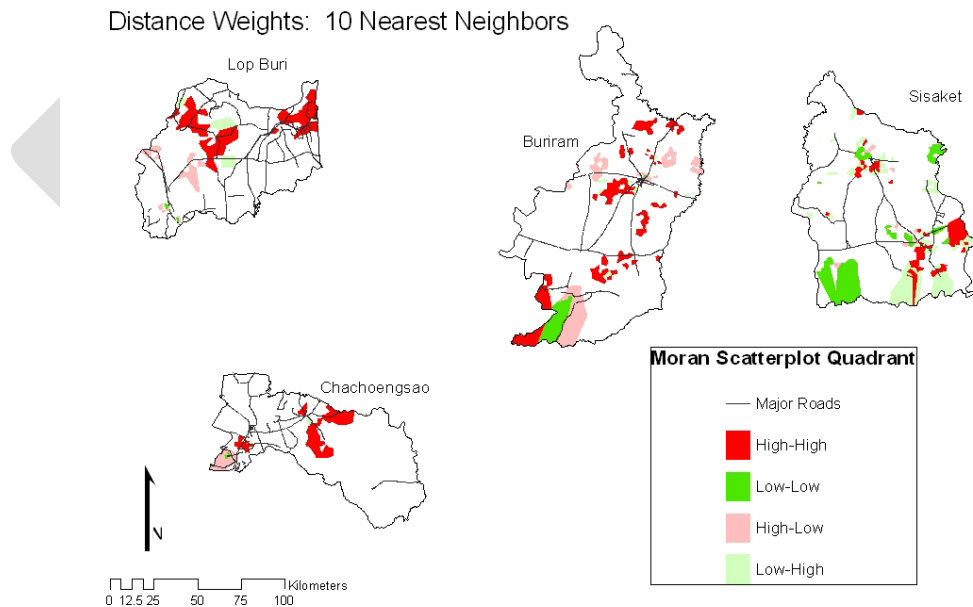 Distance Weights: 10 Nearest Neighbors
Lop Buri
Buriram
Sisaket
Chachoengsao
Moran Scatterplot Quadrant
Major Roads
High-High
Low-Low
High-Low
Low-High
N
Kilometers
0 12.5 25 50 75 100